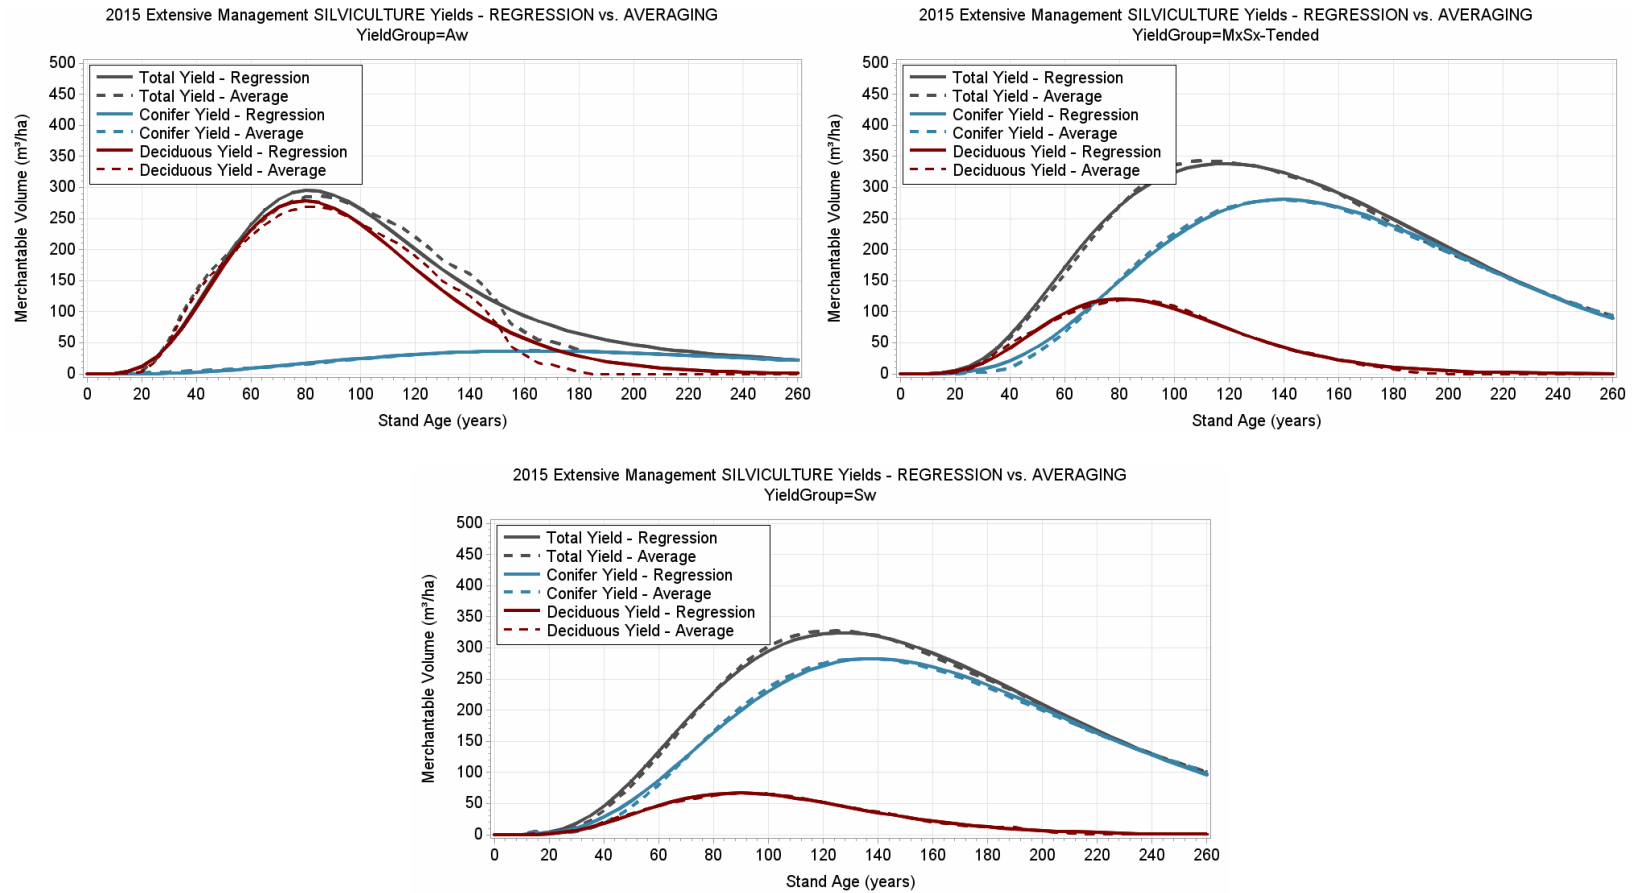 2015 Extensive Management SILVICULTURE Yields - REGRESSION vs. AVERAGING
YieldGroup=Aw
Merchantable Volume (m³/ha)
500
450
400
350
300
250
200
150
100
50
0
Total Yield - Regression
Total Yield - Average
Conifer Yield - Regression
Conifer Yield - Average
Deciduous Yield - Regression
Deciduous Yield - Average
0 20 40 60 80 100 120 140 160 180 200 220 240 260
Stand Age (years)
2015 Extensive Management SILVICULTURE Yields - REGRESSION vs. AVERAGING
YieldGroup=MxSx-Tended
Merchantable Volume (m³/ha)
500
450
400
350
300
250
200
150
100
50
0
Total Yield - Regression
Total Yield - Average
Conifer Yield - Regression
Conifer Yield - Average
Deciduous Yield - Regression
Deciduous Yield - Average
0 20 40 60 80 100 120 140 160 180 200 220 240 260
Stand Age (years)
2015 Extensive Management SILVICULTURE Yields - REGRESSION vs. AVERAGING
YieldGroup=Sw
Merchantable Volume (m³/ha)
500
450
400
350
300
250
200
150
100
50
0
Total Yield - Regression
Total Yield - Average
Conifer Yield - Regression
Conifer Yield - Average
Deciduous Yield - Regression
Deciduous Yield - Average
0 20 40 60 80 100 120 140 160 180 200 220 240 260
Stand Age (years)